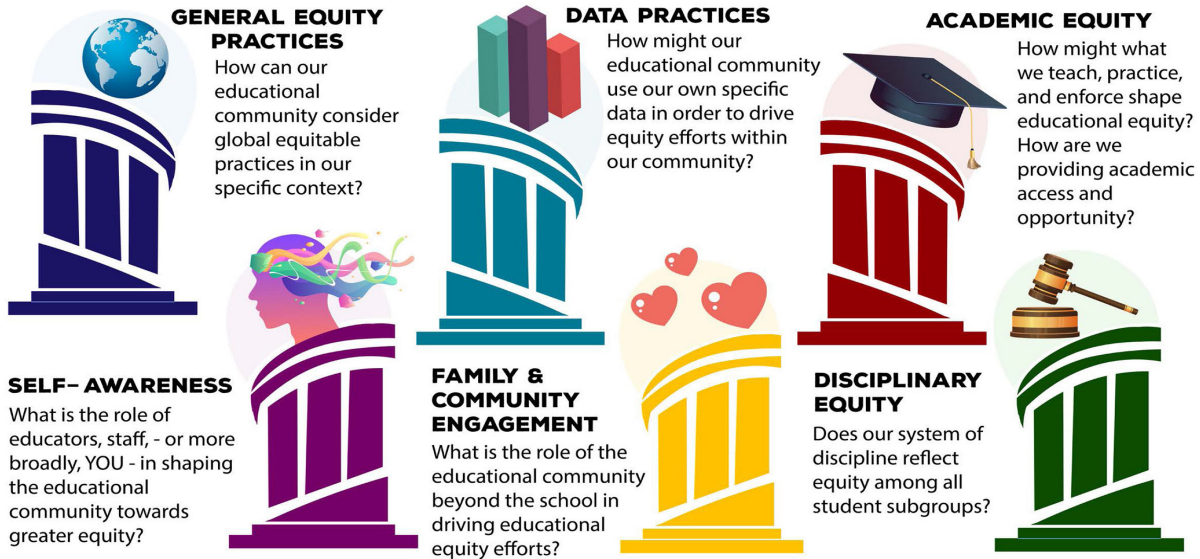 GENERAL EQUITY
PRACTICES
How can our
educational
community consider
global equitable
practices in our
specific context?
DATA PRACTICES
How might our
educational community
use our own specific
data in order to drive
equity efforts within
our community?
ACADEMIC EQUITY
How might what
we teach, practice,
and enforce shape
educational equity?
How are we
providing academic
access and
opportunity?
SELF- AWARENESS
What is the role of
educators, staff, - or more
broadly, YOU - in shaping
the educational
community towards
greater equity?
FAMILY &
COMMUNITY
ENGAGEMENT
What is the role of the
educational community
beyond the school in
driving educational
equity efforts?
DISCIPLINARY
EQUITY
Does our system of
discipline reflect
equity among all
student subgroups?